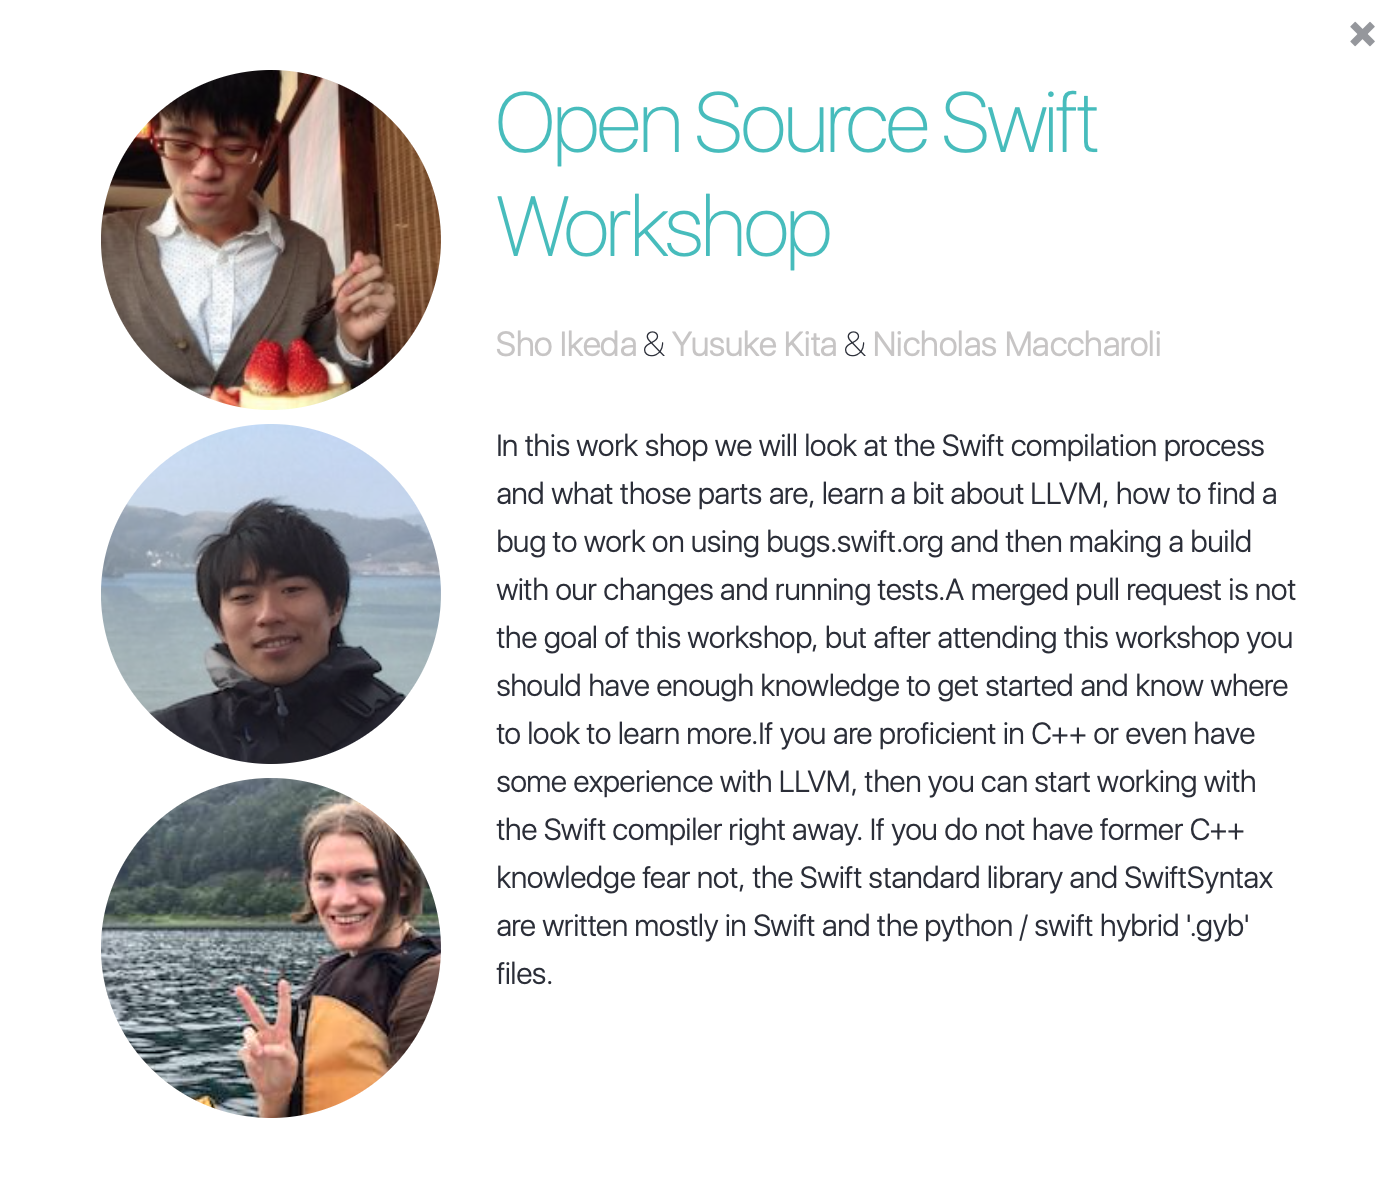 Open Source Swift
Workshop
Sho Ikeda & Yusuke Kita & Nicholas Maccharoli
In this work shop we will look at the Swift compilation process
and what those parts are, learn a bit about LLVM, how to find a
bug to work on using bugs.swift.org and then making a build
with our changes and running tests.A merged pull request is not
the goal of this workshop, but after attending this workshop you
should have enough knowledge to get started and know where
to look to learn more.If you are proficient in C++ or even have
some experience with LLVM, then you can start working with
the Swift compiler right away. If you do not have former C++
knowledge fear not, the Swift standard library and SwiftSyntax
are written mostly in Swift and the python / swift hybrid '.gyb'
files.